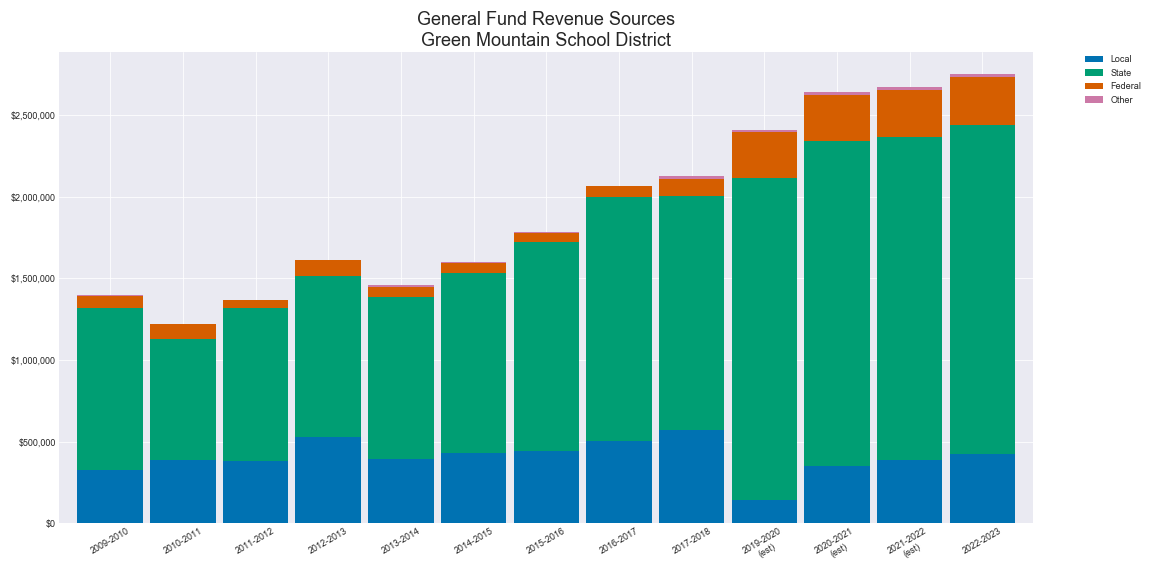 General Fund Revenue Sources
Green Mountain School District
Local
State
Federal
Other
$2,500,000
$2,000,000
$1,500,000
$1,000,000
$500,000
$0
2009-2010
2010-2011
2011-2012
2012-2013
2013-2014
2014-2015
2015-2016
2016-2017
2017-2018
2019-2020
(est)
2020-2021
(est)
2021-2022
(est)
2022-2023